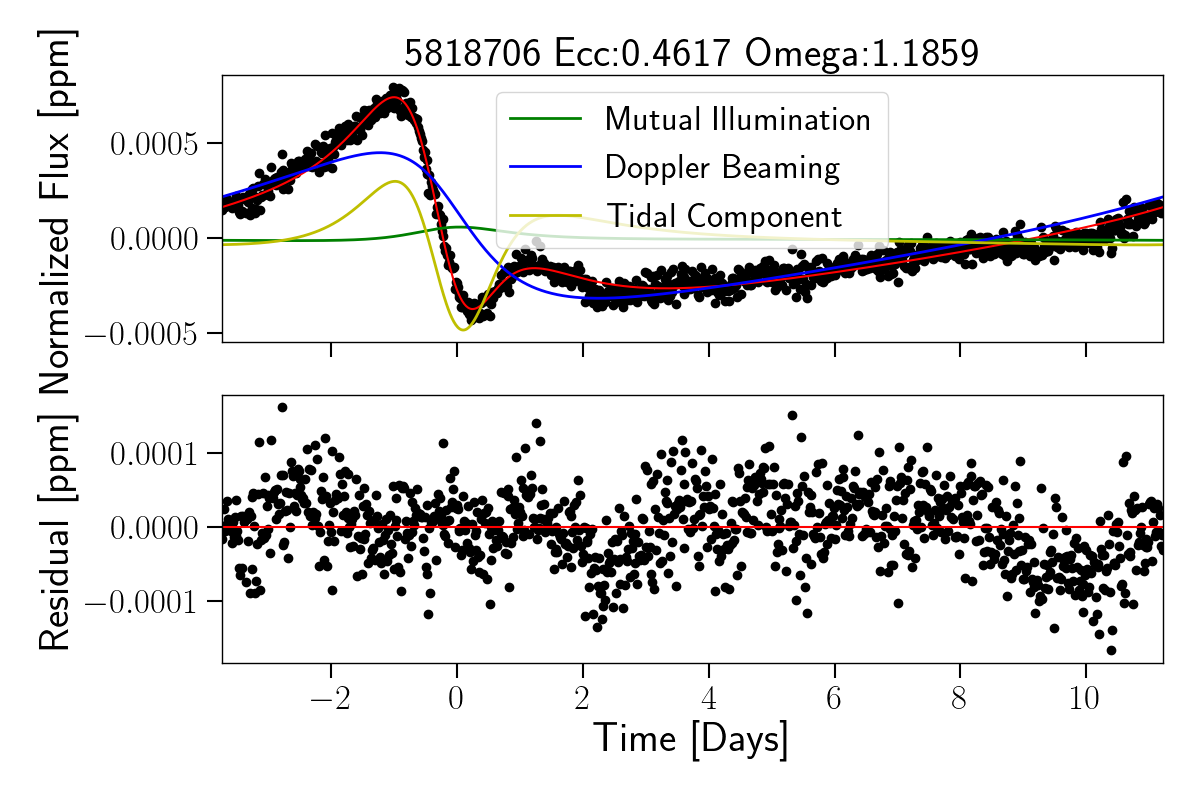 5818706 Ecc:0.4617 Omega:1.1859
Normalized Flux [ppm]
0.0005
0.0000
−0.0005
Mutual Illumination
Doppler Beaming
Tidal Component
Residual [ppm]
0.0001
0.0000
−0.0001
−2 0 2 4 6 8 10
Time [Days]